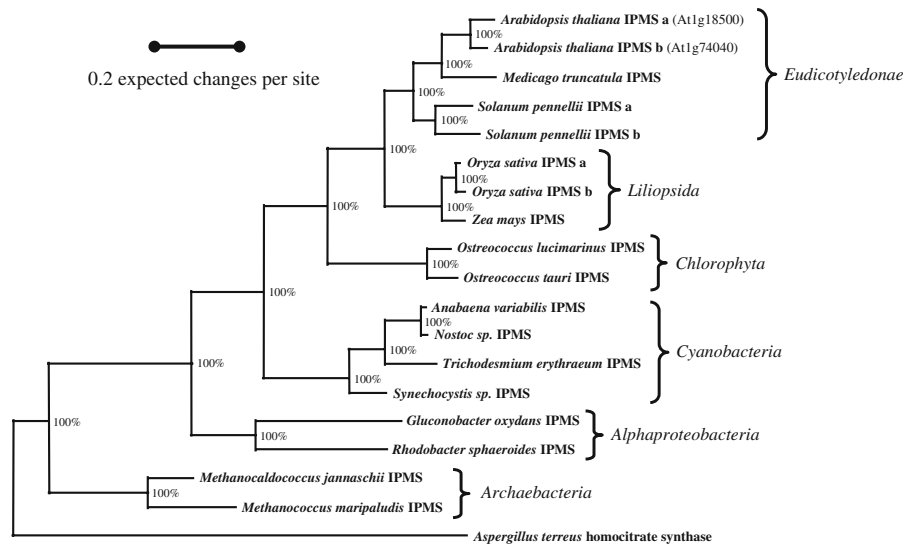 Arabidopsis thaliana IPMS a (At1g18500)
100%
Arabidopsis thaliana IPMS b (At1g74040)
0.2 expected changes per site
100%
Medicago truncatula IPMS
Eudicotyledonae
100%
Solanum pennellii IPMS a
100%
Solanum pennellii IPMS b
100%
Oryza sativa IPMS a
100%
Oryza sativa IPMS b
Liliopsida
100%
100%
Zea mays IPMS
Ostreococcus lucimarinus IPMS
100%
Chlorophyta
Ostreococcus tauri IPMS
100%
Anabaena variabilis IPMS
100%
Nostoc sp. IPMS
100%
Cyanobacteria
100%
Trichodesmium erythraeum IPMS
100%
Synechocystis sp. IPMS
100%
Gluconobacter oxydans IPMS
100%
Alphaproteobacteria
Rhodobacter sphaeroides IPMS
Methanocaldococcus jannaschii IPMS
100%
Archaebacteria
Methanococcus maripaludis IPMS
Aspergillus terreus homocitrate synthase